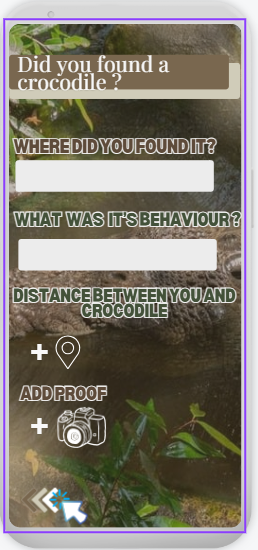 Did you found a
crocodile ?
WHERE DID YOU FOUND IT?
WHAT WAS IT'S BEHAVIOUR ?
DISTANCE BETWEEN YOU AND
CROCODILE
+
ADD PROOF
+